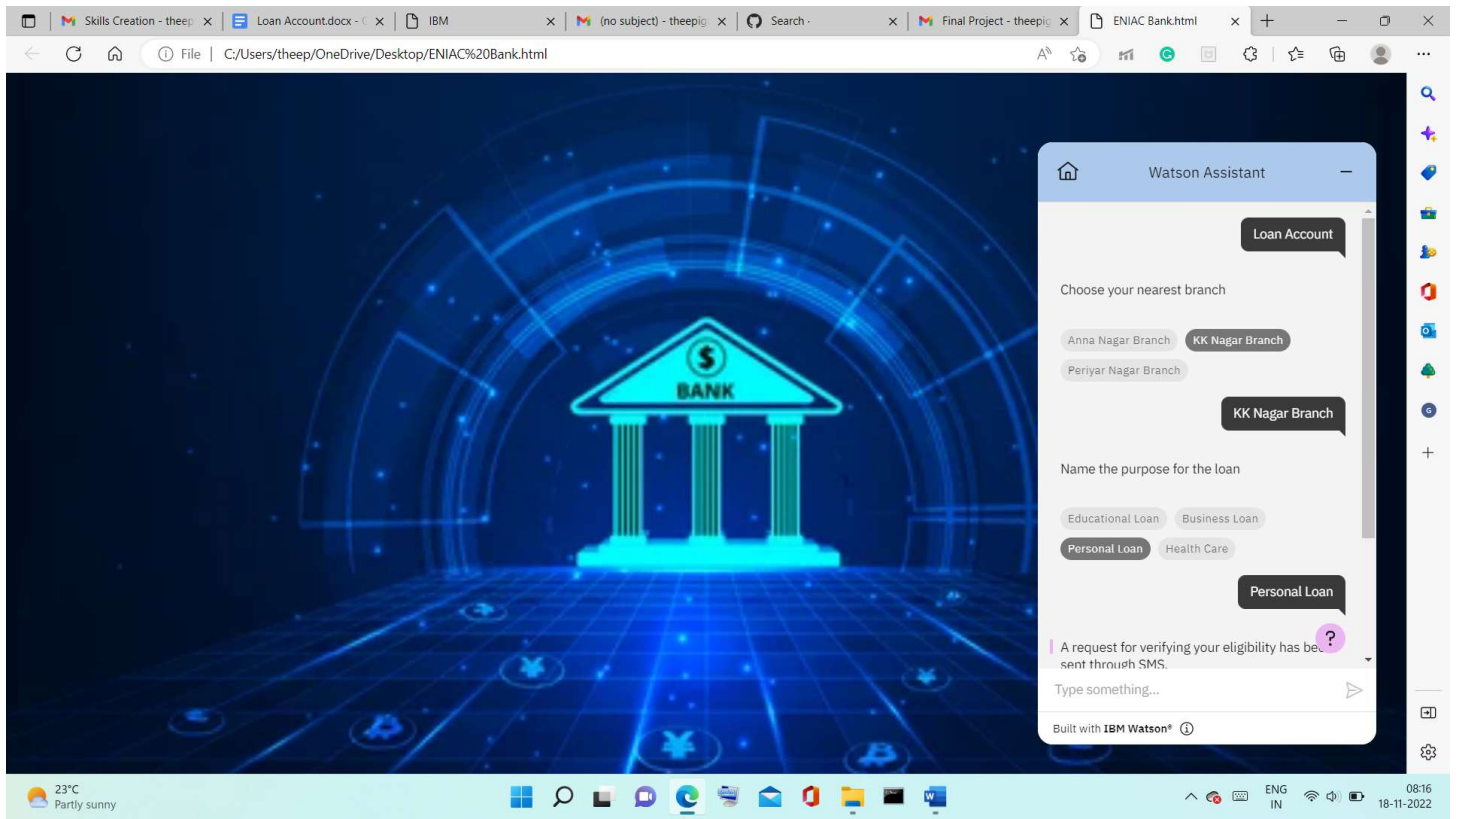 Skills Creation - theep
Loan Account.docx -
IBM
(no subject) - theepig
Search ·
Final Project - theepig
ENIAC Bank.html
File
C:/Users/theep/OneDrive/Desktop/ENIAC%20Bank.html
Watson Assistant
Loan Account
Choose your nearest branch
Anna Nagar Branch KK Nagar Branch
Periyar Nagar Branch
KK Nagar Branch
Name the purpose for the loan
Educational Loan Business Loan
Personal Loan Health Care
Personal Loan
A request for verifying your eligibility has
sent through SMS.
?
Type something...
Built with IBM Watson®
$
BANK
23°C
Partly sunny
ENG
IN
08:16
18-11-2022